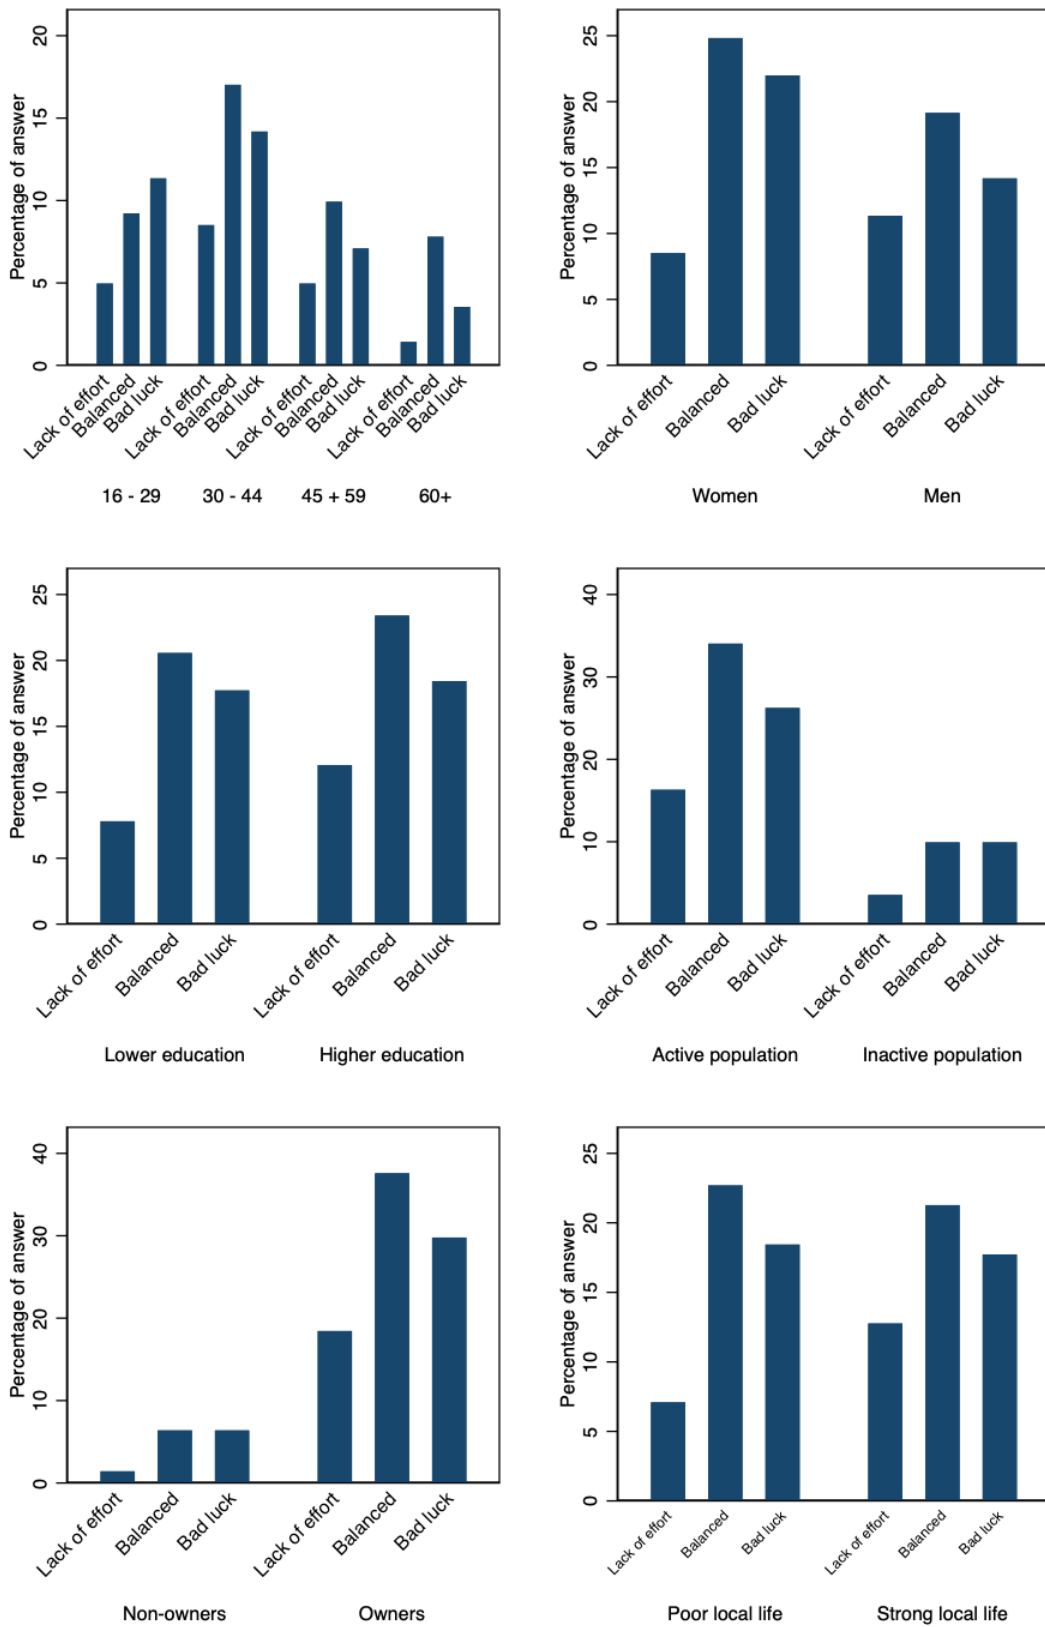 Percentage of answer
20
15
10
5
0
Lack of effort
Balanced
Bad luck
Lack of effort
Balanced
Bad luck
Lack of effort
Balanced
Bad luck
Lack of effort
Balanced
Bad luck
16 - 29
30 - 44
45 + 59
60+
Percentage of answer
25
20
15
10
5
0
Lack of effort
Balanced
Bad luck
Lack of effort
Balanced
Bad luck
Women
Men
Percentage of answer
25
20
15
10
5
0
Lack of effort
Balanced
Bad luck
Lack of effort
Balanced
Bad luck
Lower education
Higher education
Percentage of answer
40
30
20
10
0
Lack of effort
Balanced
Bad luck
Lack of effort
Balanced
Bad luck
Active population
Inactive population
Percentage of answer
40
30
20
10
0
Lack of effort
Balanced
Bad luck
Lack of effort
Balanced
Bad luck
Non-owners
Owners
Percentage of answer
25
20
15
10
5
0
Lack of effort
Balanced
Bad luck
Lack of effort
Balanced
Bad luck
Poor local life
Strong local life